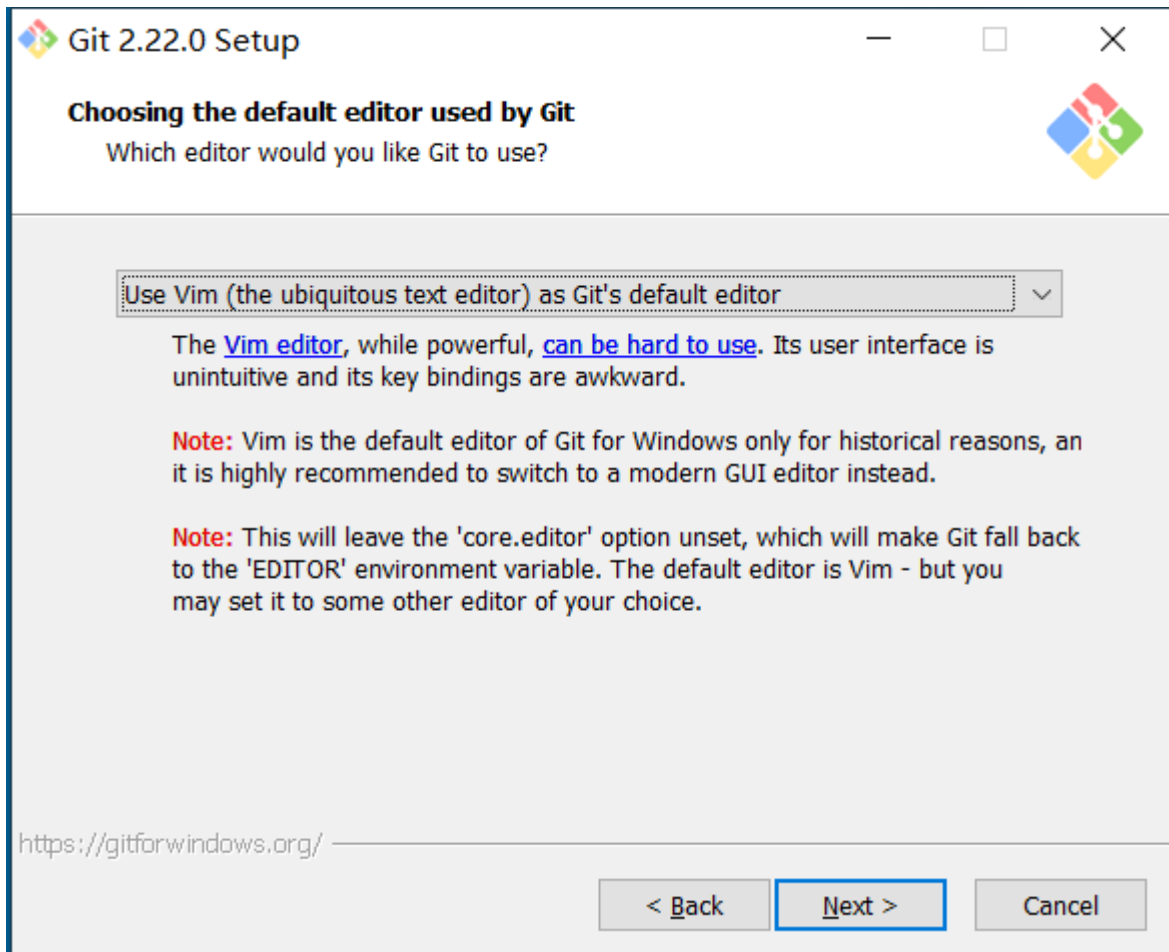 Git 2.22.0 Setup
Choosing the default editor used by Git
Which editor would you like Git to use?
Use Vim (the ubiquitous text editor) as Git's default editor
The Vim editor, while powerful, can be hard to use. Its user interface is
unintuitive and its key bindings are awkward.
Note: Vim is the default editor of Git for Windows only for historical reasons, an
it is highly recommended to switch to a modern GUI editor instead.
Note: This will leave the 'core.editor' option unset, which will make Git fall back
to the 'EDITOR' environment variable. The default editor is Vim - but you
may set it to some other editor of your choice.
https://gitforwindows.org/
< Back Next > Cancel